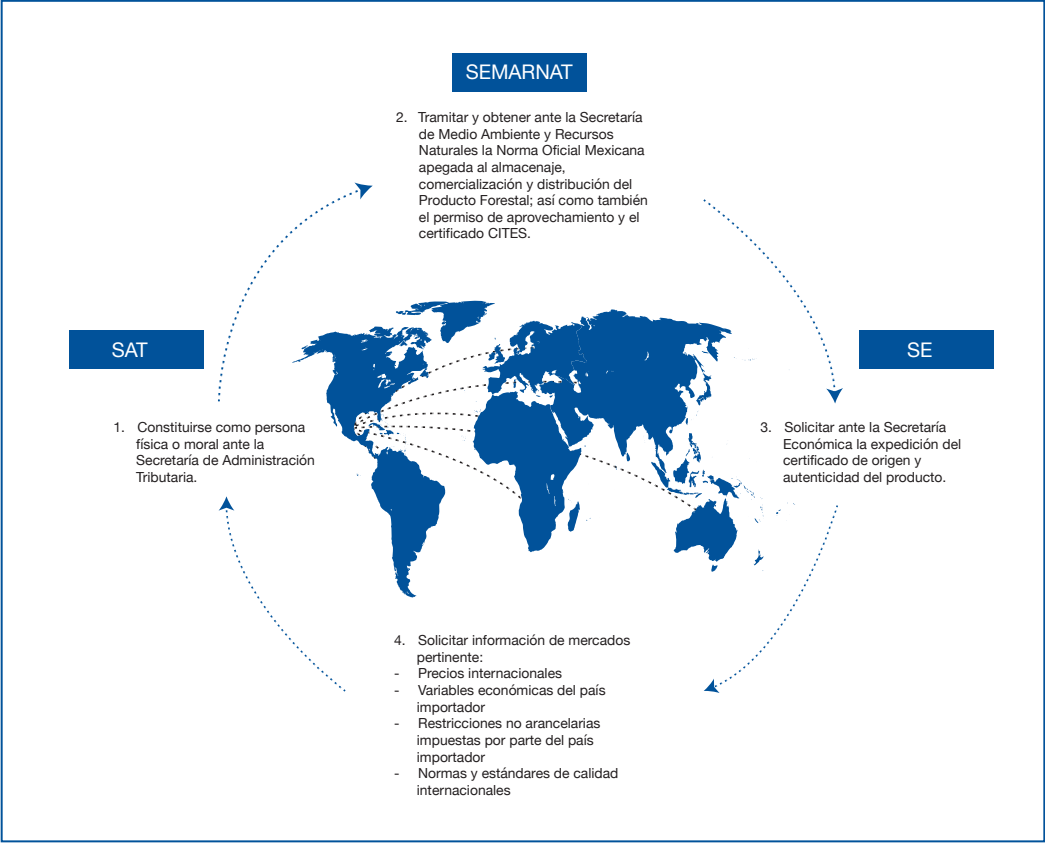 SEMARNAT
2. Tramitar y obtener ante la Secretaría
de Medio Ambiente y Recursos
Naturales la Norma Oficial Mexicana
apegada al almacenaje,
comercialización y distribución del
Producto Forestal; así como también
el permiso de aprovechamiento y el
certificado CITES.
SAT
1. Constituirse como persona
física o moral ante la
Secretaría de Administración
Tributaria.
SE
3. Solicitar ante la Secretaría
Económica la expedición del
certificado de origen y
autenticidad del producto.
4. Solicitar información de mercados
pertinente:
- Precios internacionales
- Variables económicas del país
importador
- Restricciones no arancelarias
impuestas por parte del país
importador
- Normas y estándares de calidad
internacionales